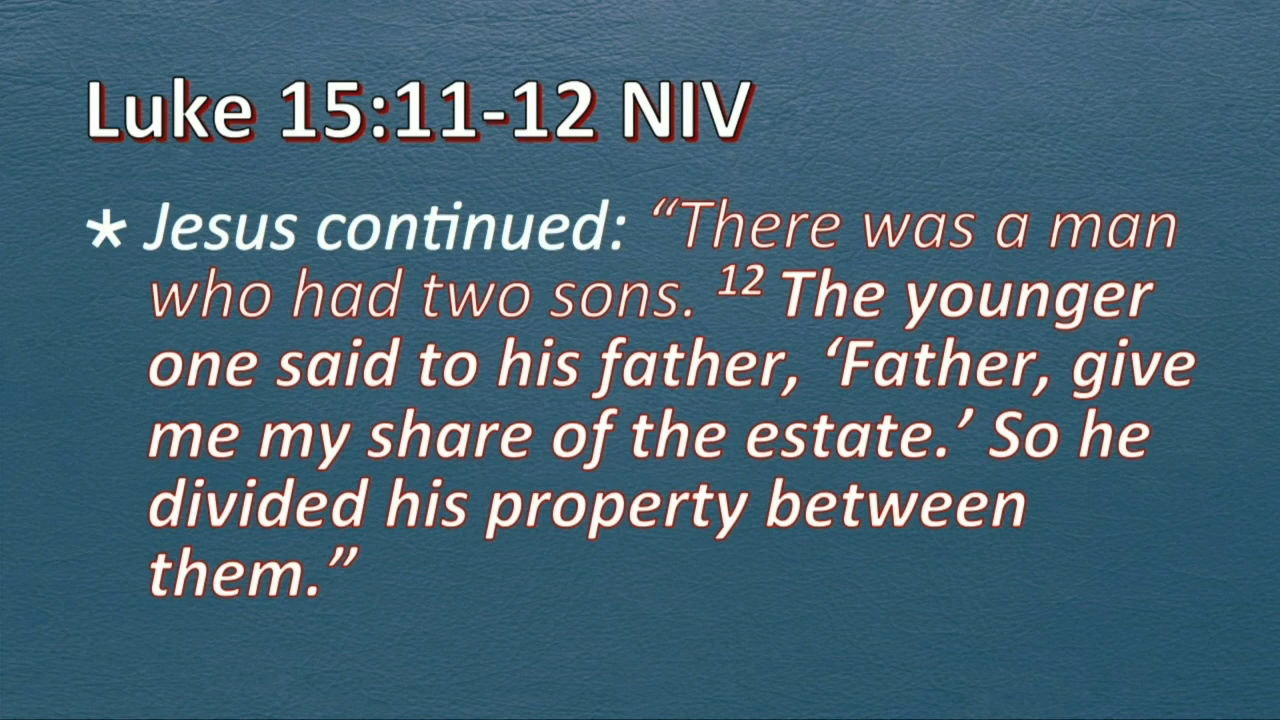 Luke 15:11-12 NIV
* Jesus continued: “There was a man
who had two sons. ¹² The younger
one said to his father, ‘Father, give
me my share of the estate.’ So he
divided his property between
them.”